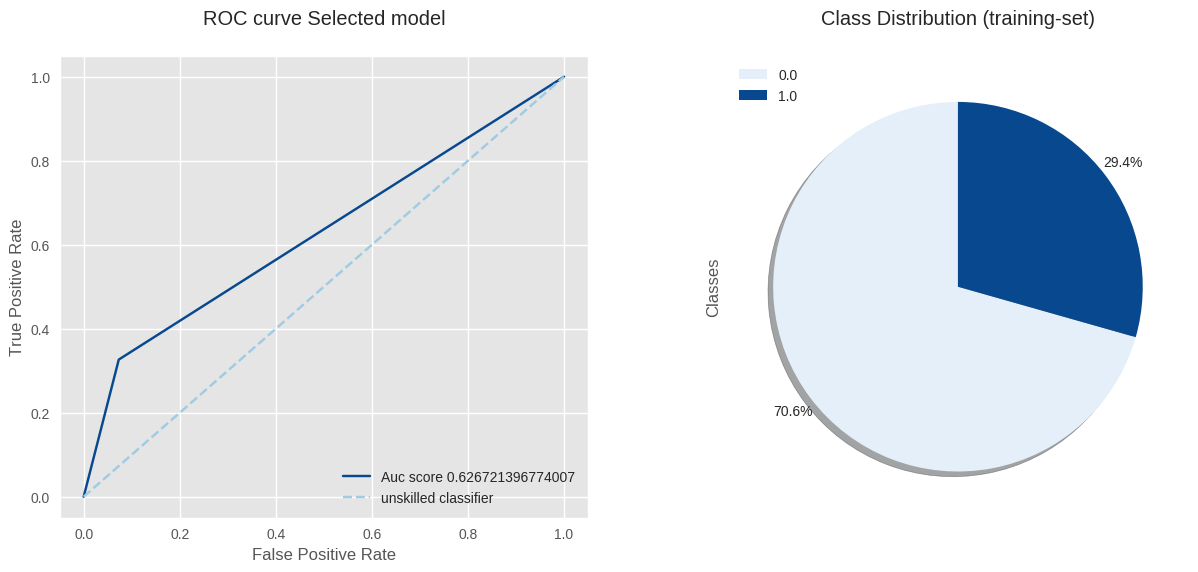 ROC curve Selected model
True Positive Rate
1.0
0.8
0.6
0.4
0.2
0.0
Auc score 0.626721396774007
unskilled classifier
0.0 0.2 0.4 0.6 0.8 1.0
False Positive Rate
Class Distribution (training-set)
0.0
1.0
29.4%
Classes
70.6%